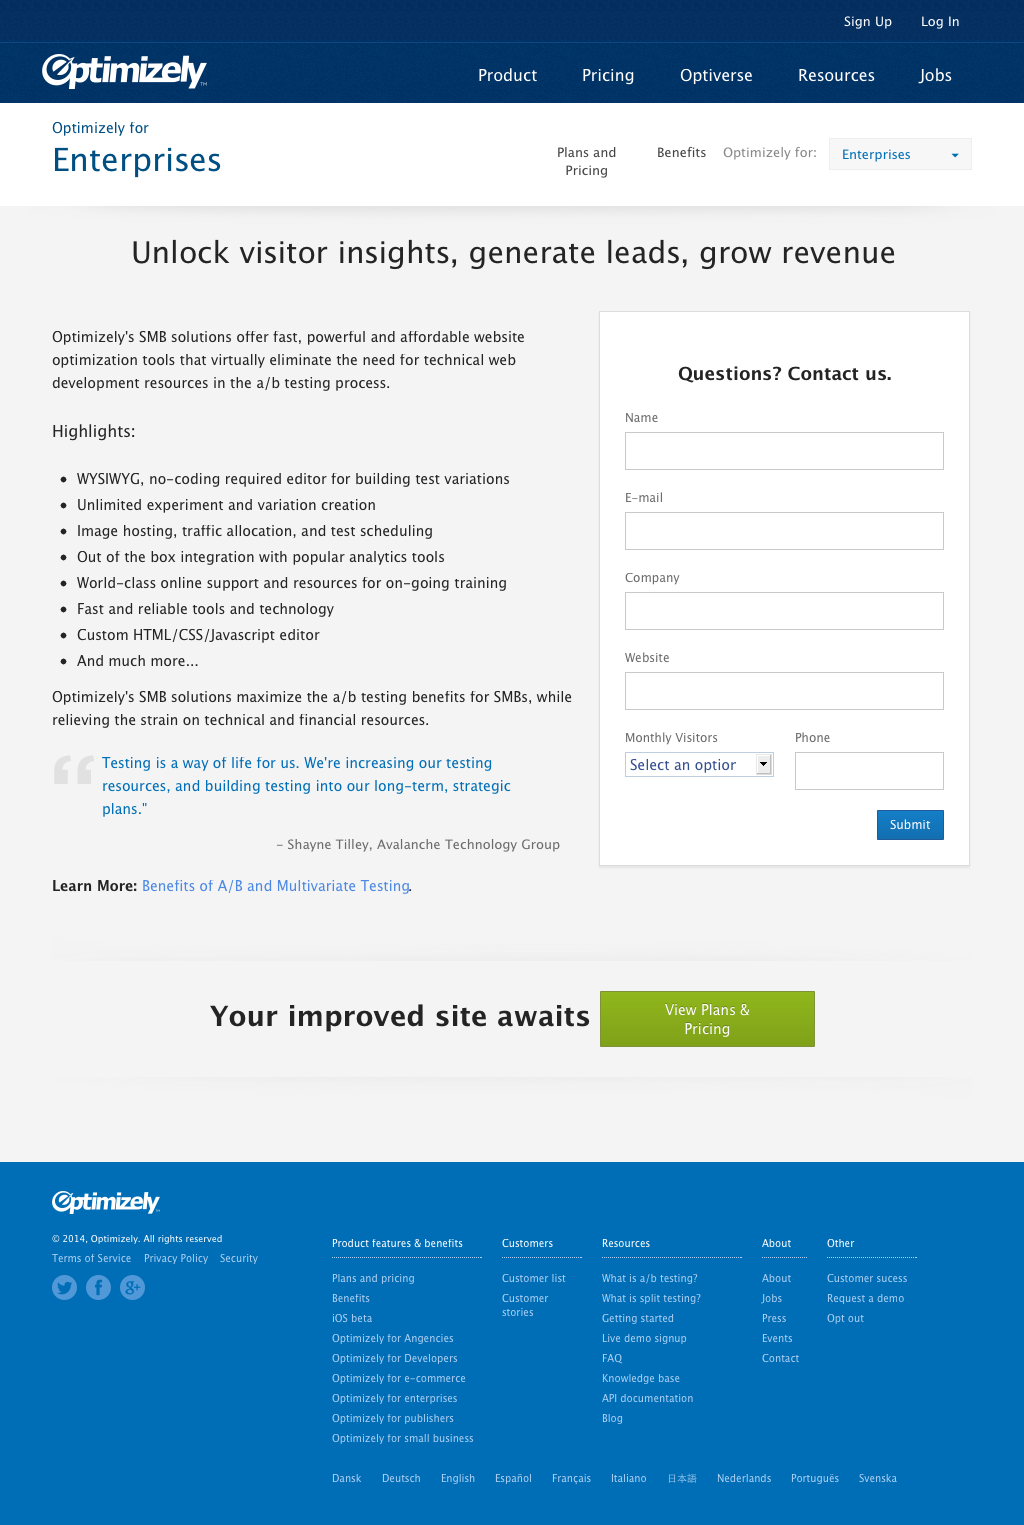 Sign Up Log In
Optimizely™
Product Pricing Optiverse Resources Jobs
Optimizely for
Enterprises
Plans and
Pricing
Benefits
Optimizely for:
Enterprises
Unlock visitor insights, generate leads, grow revenue
Optimizely's SMB solutions offer fast, powerful and affordable website
optimization tools that virtually eliminate the need for technical web
development resources in the a/b testing process.
Highlights:
• WYSIWYG, no-coding required editor for building test variations
• Unlimited experiment and variation creation
• Image hosting, traffic allocation, and test scheduling
• Out of the box integration with popular analytics tools
• World-class online support and resources for on-going training
• Fast and reliable tools and technology
• Custom HTML/CSS/Javascript editor
• And much more...
Optimizely's SMB solutions maximize the a/b testing benefits for SMBs, while
relieving the strain on technical and financial resources.
“ Testing is a way of life for us. We're increasing our testing
resources, and building testing into our long-term, strategic
plans."
- Shayne Tilley, Avalanche Technology Group
Learn More: Benefits of A/B and Multivariate Testing.
Questions? Contact us.
Name
E-mail
Company
Website
Monthly Visitors Phone
Select an optior
Submit
Your improved site awaits
View Plans &
Pricing
Optimizely
© 2014, Optimizely. All rights reserved
Terms of Service Privacy Policy Security
Product features & benefits
Plans and pricing
Benefits
iOS beta
Optimizely for Angencies
Optimizely for Developers
Optimizely for e-commerce
Optimizely for enterprises
Optimizely for publishers
Optimizely for small business
Customers
Customer list
Customer
stories
Resources
What is a/b testing?
What is split testing?
Getting started
Live demo signup
FAQ
Knowledge base
API documentation
Blog
About
About
Jobs
Press
Events
Contact
Other
Customer sucess
Request a demo
Opt out
Dansk Deutsch English Español Français Italiano 日本語 Nederlands Português Svenska